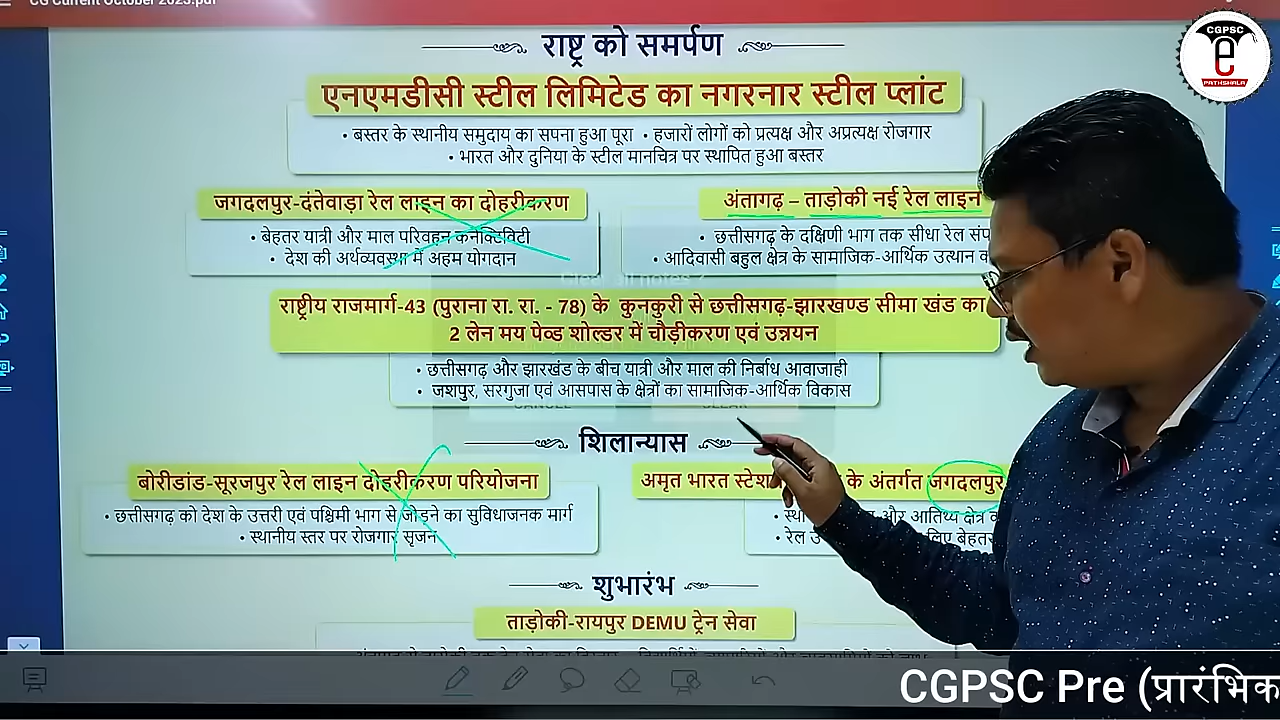 CG Current October 2023.pdf
CGPSC
e
PATHSHALA
राष्ट्र को समर्पण
एनएमडीसी स्टील लिमिटेड का नगरनार स्टील प्लांट
• बस्तर के स्थानीय समुदाय का सपना हुआ पूरा • हजारों लोगों को प्रत्यक्ष और अप्रत्यक्ष रोजगार
• भारत और दुनिया के स्टील मानचित्र पर स्थापित हुआ बस्तर
जगदलपुर-दंतेवाड़ा रेल लाइन का दोहरीकरण
• बेहतर यात्री और माल परिवहन कनेक्टिविटी
• देश की अर्थव्यवस्था में अहम योगदान
अंतागढ़ – ताड़ोकी नई रेल लाइन
• छत्तीसगढ़ के दक्षिणी भाग तक सीधा रेल
• आदिवासी बहुल क्षेत्र के सामाजिक-आर्थिक उत्थान
राष्ट्रीय राजमार्ग-43 (पुराना रा. रा. - 78) के कुनकुरी से छत्तीसगढ़-झारखण्ड सीमा खंड का
2 लेन मय पेव्ड शोल्डर में चौड़ीकरण एवं उन्नयन
• छत्तीसगढ़ और झारखंड के बीच यात्री और माल की निर्बाध आवाजाही
• जशपुर, सरगुजा एवं आसपास के क्षेत्रों का सामाजिक-आर्थिक विकास
CANCEL CLEAR
शिलान्यास
बोरीडांड-सूरजपुर रेल लाइन दोहरीकरण परियोजना
• छत्तीसगढ़ को देश के उत्तरी एवं पश्चिमी भाग से जोड़ने का सुविधाजनक मार्ग
• स्थानीय स्तर पर रोजगार सृजन
अमृत भारत के अंतर्गत जगदलपुर
• और आतिथ्य क्षेत्र
• रेल लिए
शुभारंभ
ताड़ोकी-रायपुर DEMU ट्रेन सेवा
CGPSC Pre (प्रारंभिक